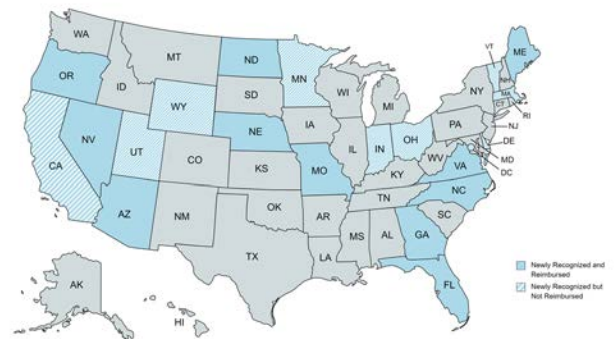 WA
MT
ND
MN
VT
ME
OR
ID
SD
WI
MI
NY
NH
MA
CT
RI
WY
NE
IA
PA
NJ
NV
UT
CO
IL
IN
OH
DE
MD
DC
CA
KS
MO
KY
WV
VA
AZ
NM
OK
AR
TN
NC
SC
TX
LA
MS
AL
GA
FL
AK
HI
Newly Recognized and
Reimbursed
Newly Recognized but
Not Reimbursed